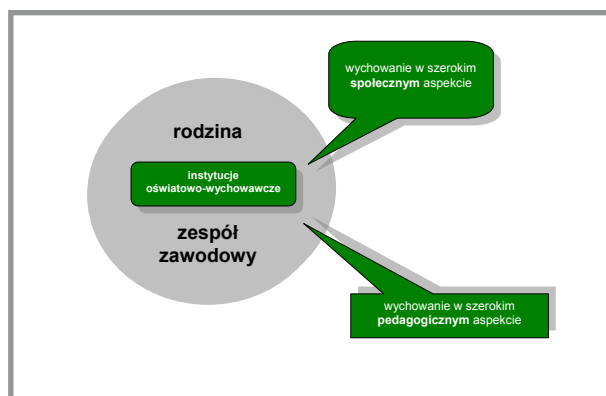 wychowanie w szerokim
społecznym aspekcie
rodzina
instytucje
oświatowo-wychowawcze
zespół
zawodowy
wychowanie w szerokim
pedagogicznym aspekcie